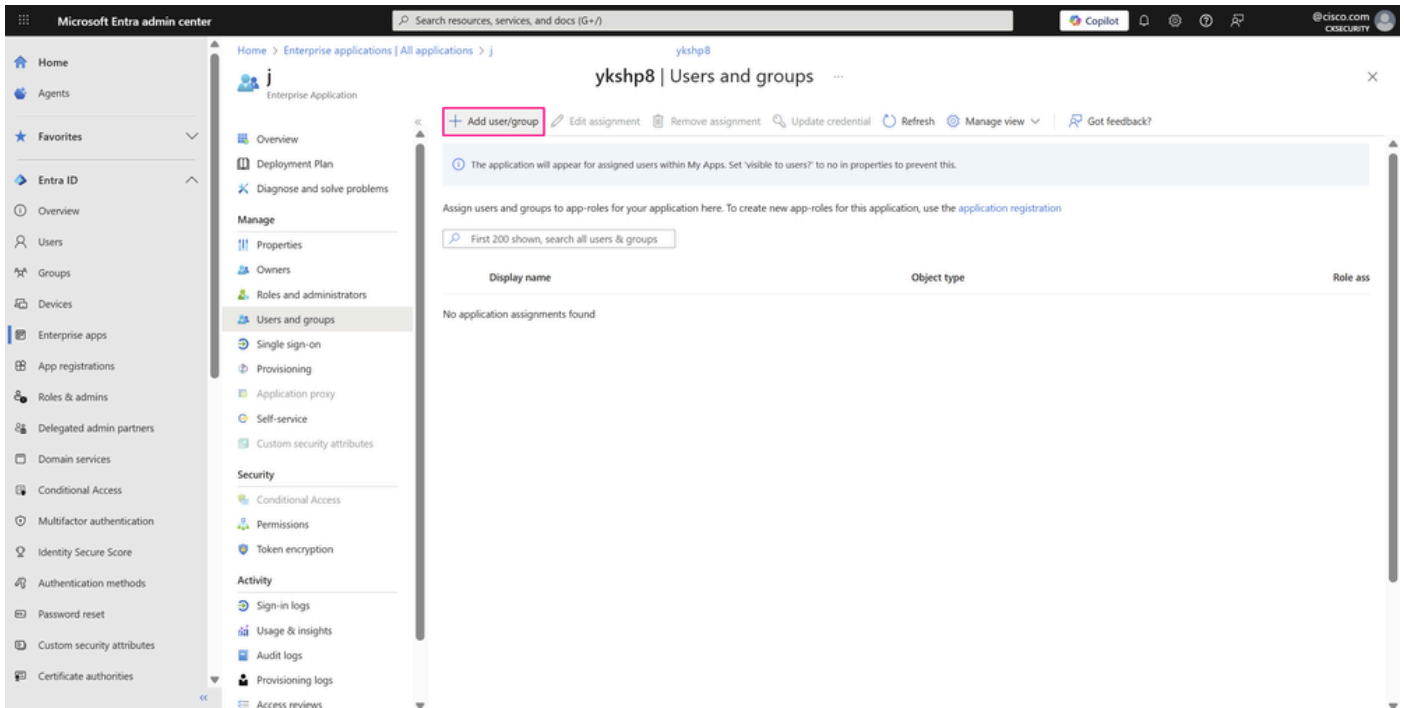 Microsoft Entra admin center
Search resources, services, and docs (G+/)
Copilot
@cisco.com
CXSECURITY
Home
Agents
Favorites
Entra ID
Overview
Users
Groups
Devices
Enterprise apps
App registrations
Roles & admins
Delegated admin partners
Domain services
Conditional Access
Multifactor authentication
Identity Secure Score
Authentication methods
Password reset
Custom security attributes
Certificate authorities
Home > Enterprise applications | All applications > j ykshp8
j ykshp8 | Users and groups ...
Enterprise Application
Overview
Deployment Plan
Diagnose and solve problems
Manage
Properties
Owners
Roles and administrators
Users and groups
Single sign-on
Provisioning
Application proxy
Self-service
Custom security attributes
Security
Conditional Access
Permissions
Token encryption
Activity
Sign-in logs
Usage & insights
Audit logs
Provisioning logs
Access reviews
+ Add user/group Edit assignment Remove assignment Update credential Refresh Manage view Got feedback?
The application will appear for assigned users within My Apps. Set 'visible to users?' to no in properties to prevent this.
Assign users and groups to app-roles for your application here. To create new app-roles for this application, use the application registration
First 200 shown, search all users & groups
Display name Object type Role ass
No application assignments found